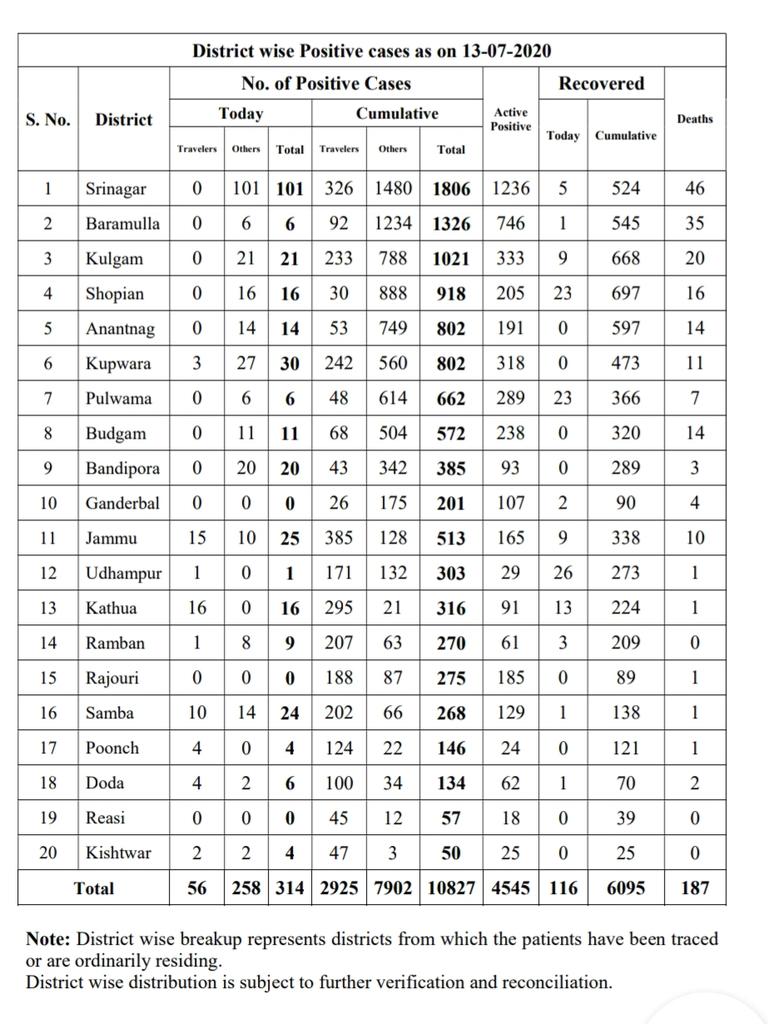 District wise Positive cases as on 13-07-2020
S. No. District No. of Positive Cases Active Positive Recovered Deaths
Today Cumulative Today Cumulative
Travelers Others Total Travelers Others Total
1 Srinagar 0 101 101 326 1480 1806 1236 5 524 46
2 Baramulla 0 6 6 92 1234 1326 746 1 545 35
3 Kulgam 0 21 21 233 788 1021 333 9 668 20
4 Shopian 0 16 16 30 888 918 205 23 697 16
5 Anantnag 0 14 14 53 749 802 191 0 597 14
6 Kupwara 3 27 30 242 560 802 318 0 473 11
7 Pulwama 0 6 6 48 614 662 289 23 366 7
8 Budgam 0 11 11 68 504 572 238 0 320 14
9 Bandipora 0 20 20 43 342 385 93 0 289 3
10 Ganderbal 0 0 0 26 175 201 107 2 90 4
11 Jammu 15 10 25 385 128 513 165 9 338 10
12 Udhampur 1 0 1 171 132 303 29 26 273 1
13 Kathua 16 0 16 295 21 316 91 13 224 1
14 Ramban 1 8 9 207 63 270 61 3 209 0
15 Rajouri 0 0 0 188 87 275 185 0 89 1
16 Samba 10 14 24 202 66 268 129 1 138 1
17 Poonch 4 0 4 124 22 146 24 0 121 1
18 Doda 4 2 6 100 34 134 62 1 70 2
19 Reasi 0 0 0 45 12 57 18 0 39 0
20 Kishtwar 2 2 4 47 3 50 25 0 25 0
Total 56 258 314 2925 7902 10827 4545 116 6095 187
Note: District wise breakup represents districts from which the patients have been traced
or are ordinarily residing.
District wise distribution is subject to further verification and reconciliation.